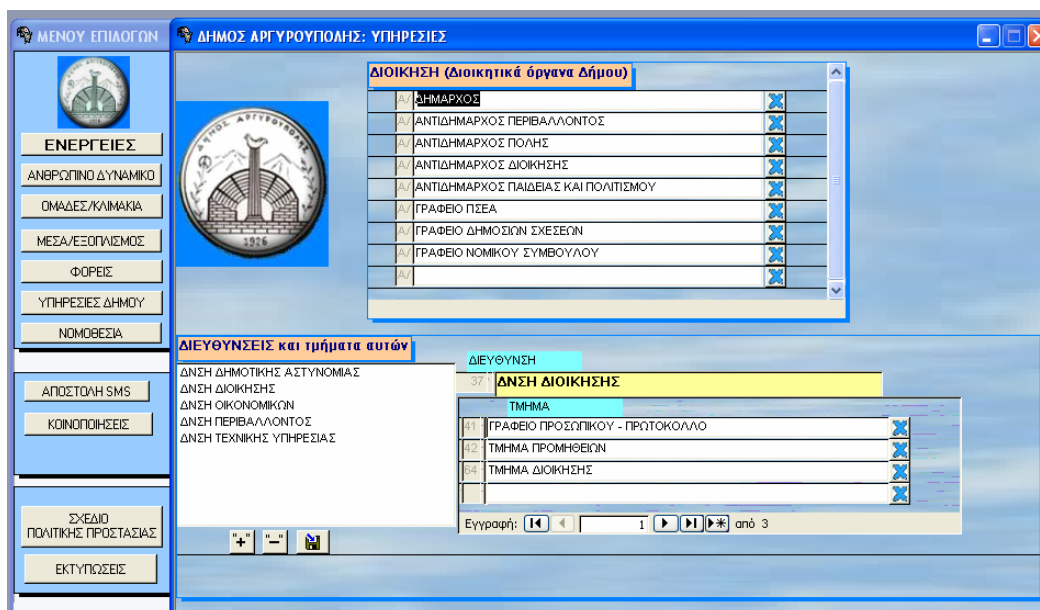 ΜΕΝΟΥ ΕΠΙΛΟΓΩΝ
ΕΝΕΡΓΕΙΕΣ
ΑΝΘΡΩΠΙΝΟ ΔΥΝΑΜΙΚΟ
ΟΜΑΔΕΣ/ΚΛΙΜΑΚΙΑ
ΜΕΣΑ/ΕΞΟΠΛΙΣΜΟΣ
ΦΟΡΕΙΣ
ΥΠΗΡΕΣΙΕΣ ΔΗΜΟΥ
ΝΟΜΟΘΕΣΙΑ
ΑΠΟΣΤΟΛΗ SMS
ΚΟΙΝΟΠΟΙΗΣΕΙΣ
ΣΧΕΔΙΟ
ΠΟΛΙΤΙΚΗΣ ΠΡΟΣΤΑΣΙΑΣ
ΕΚΤΥΠΩΣΕΙΣ
ΔΗΜΟΣ ΑΡΓΥΡΟΥΠΟΛΗΣ: ΥΠΗΡΕΣΙΕΣ
ΔΗΜΟΣ ΑΡΓΥΡΟΥΠΟΛΗΣ
1926
ΔΙΟΙΚΗΣΗ (Διοικητικά όργανα Δήμου)
Α/ ΔΗΜΑΡΧΟΣ
Α/ ΑΝΤΙΔΗΜΑΡΧΟΣ ΠΕΡΙΒΑΛΛΟΝΤΟΣ
Α/ ΑΝΤΙΔΗΜΑΡΧΟΣ ΠΟΛΗΣ
Α/ ΑΝΤΙΔΗΜΑΡΧΟΣ ΔΙΟΙΚΗΣΗΣ
Α/ ΑΝΤΙΔΗΜΑΡΧΟΣ ΠΑΙΔΕΙΑΣ ΚΑΙ ΠΟΛΙΤΙΣΜΟΥ
Α/ ΓΡΑΦΕΙΟ ΠΣΕΑ
Α/ ΓΡΑΦΕΙΟ ΔΗΜΟΣΙΩΝ ΣΧΕΣΕΩΝ
Α/ ΓΡΑΦΕΙΟ ΝΟΜΙΚΟΥ ΣΥΜΒΟΥΛΟΥ
Α/
ΔΙΕΥΘΥΝΣΕΙΣ και τμήματα αυτών
ΔΝΣΗ ΔΗΜΟΤΙΚΗΣ ΑΣΤΥΝΟΜΙΑΣ
ΔΝΣΗ ΔΙΟΙΚΗΣΗΣ
ΔΝΣΗ ΟΙΚΟΝΟΜΙΚΩΝ
ΔΝΣΗ ΠΕΡΙΒΑΛΛΟΝΤΟΣ
ΔΝΣΗ ΤΕΧΝΙΚΗΣ ΥΠΗΡΕΣΙΑΣ
"+" "-"
ΔΙΕΥΘΥΝΣΗ
37 ΔΝΣΗ ΔΙΟΙΚΗΣΗΣ
ΤΜΗΜΑ
41 ΓΡΑΦΕΙΟ ΠΡΟΣΩΠΙΚΟΥ - ΠΡΩΤΟΚΟΛΛΟ
42 ΤΜΗΜΑ ΠΡΟΜΗΘΕΙΩΝ
64 ΤΜΗΜΑ ΔΙΟΙΚΗΣΗΣ
Εγγραφή: 1 από 3